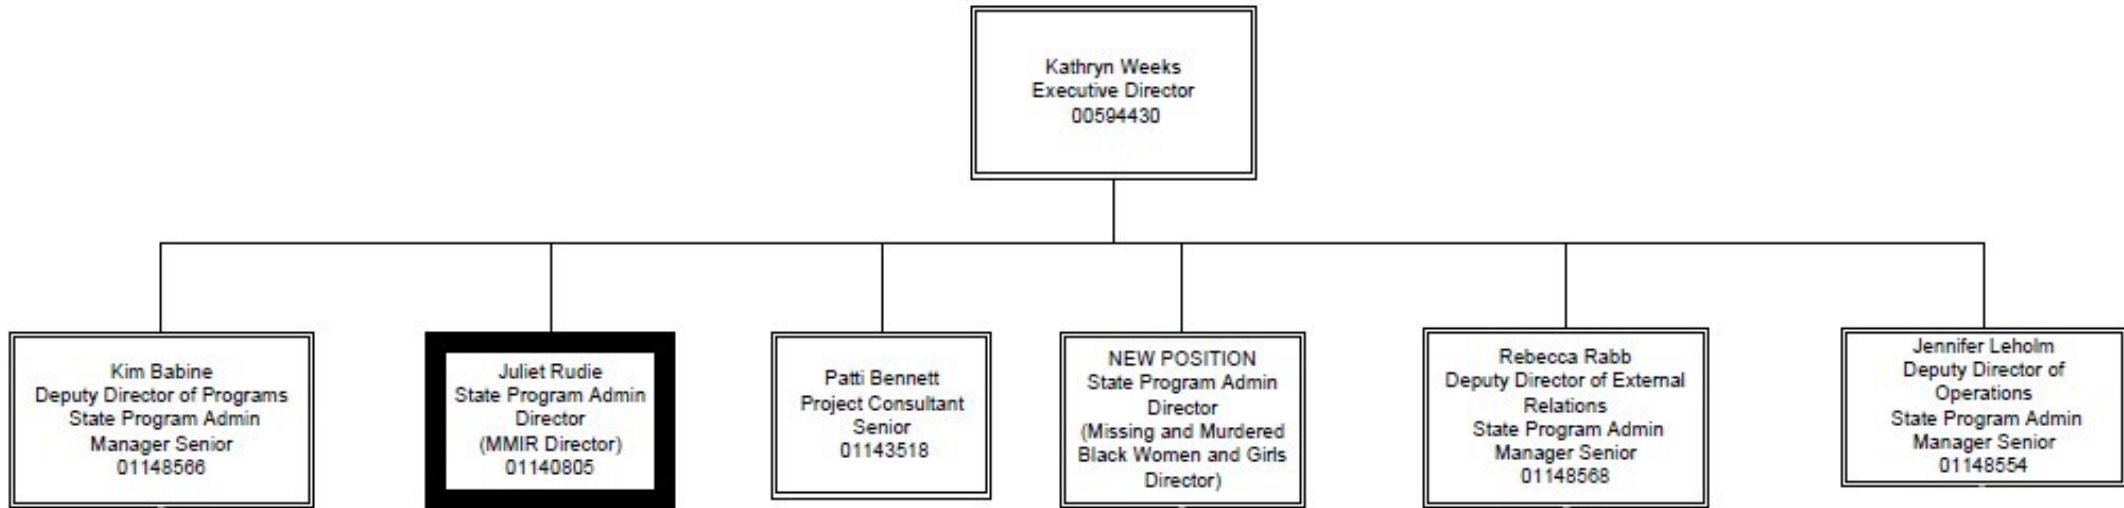 Kathryn Weeks
Executive Director
00594430
Kim Babine
Deputy Director of Programs
State Program Admin
Manager Senior
01148566
Juliet Rudie
State Program Admin
Director
(MMIR Director)
01140805
Patti Bennett
Project Consultant
Senior
01143518
NEW POSITION
State Program Admin
Director
(Missing and Murdered
Black Women and Girls
Director)
Rebecca Rabb
Deputy Director of External
Relations
State Program Admin
Manager Senior
01148568
Jennifer Leholm
Deputy Director of
Operations
State Program Admin
Manager Senior
01148554